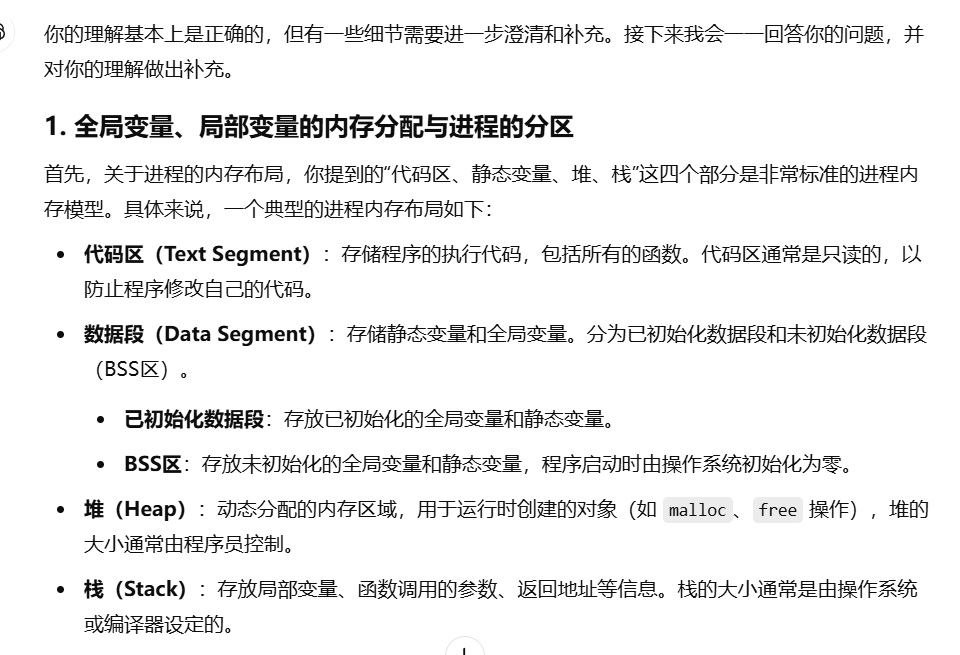 你的理解基本上是正确的，但有一些细节需要进一步澄清和补充。接下来我会一一回答你的问题，并
对你的理解做出补充。
1. 全局变量、局部变量的内存分配与进程的分区
首先，关于进程的内存布局，你提到的“代码区、静态变量、堆、栈”这四个部分是非常标准的进程内
存模型。具体来说，一个典型的进程内存布局如下：
• 代码区（Text Segment）：存储程序的执行代码，包括所有的函数。代码区通常是只读的，以
防止程序修改自己的代码。
• 数据段（Data Segment）：存储静态变量和全局变量。分为已初始化数据段和未初始化数据段
（BSS区）。
• 已初始化数据段：存放已初始化的全局变量和静态变量。
• BSS区：存放未初始化的全局变量和静态变量，程序启动时由操作系统初始化为零。
• 堆（Heap）：动态分配的内存区域，用于运行时创建的对象（如 malloc、free 操作），堆的
大小通常由程序员控制。
• 栈（Stack）：存放局部变量、函数调用的参数、返回地址等信息。栈的大小通常是由操作系统
或编译器设定的。